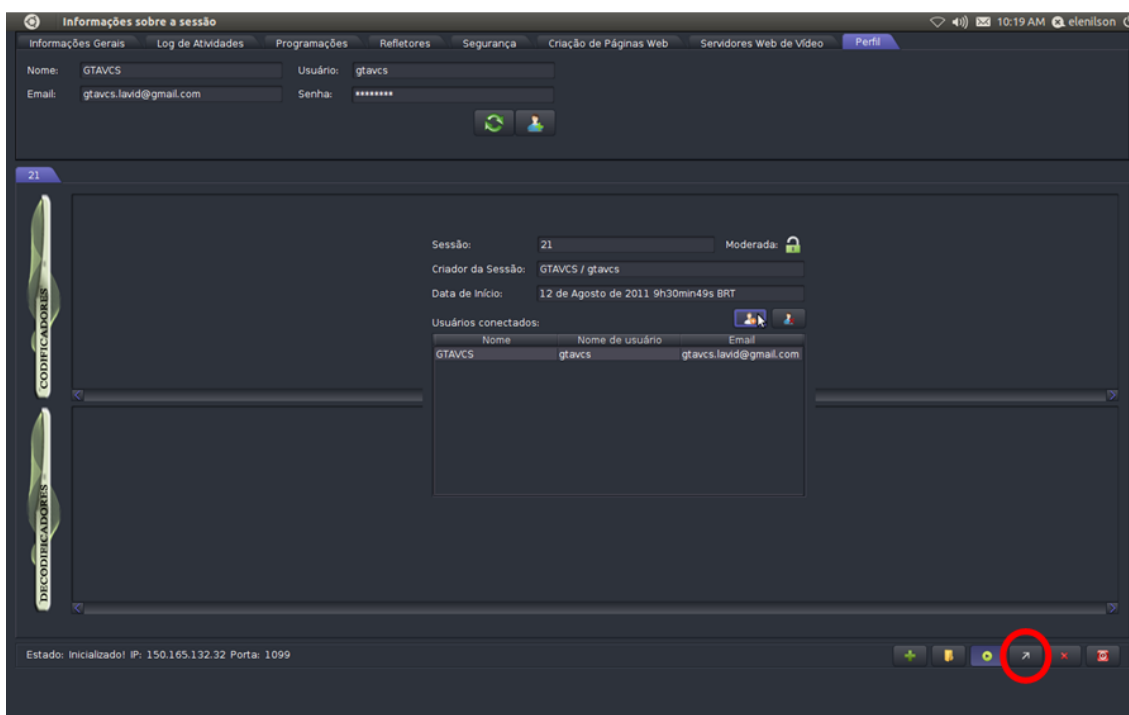 Informações sobre a sessão
10:19 AM elenilson
Informações Gerais Log de Atividades Programações Refletores Segurança Criação de Páginas Web Servidores Web de Vídeo Perfil
Nome: GTAVCS Usuário: gtavcs
Email: gtavcs.lavid@gmail.com Senha: ********
21
CODIFICADORES
Sessão: 21 Moderada:
Criador da Sessão: GTAVCS / gtavcs
Data de Início: 12 de Agosto de 2011 9h30min49s BRT
Usuários conectados:
Nome Nome de usuário Email
GTAVCS gtavcs gtavcs.lavid@gmail.com
DECODIFICADORES
Estado: Inicializado! IP: 150.165.132.32 Porta: 1099